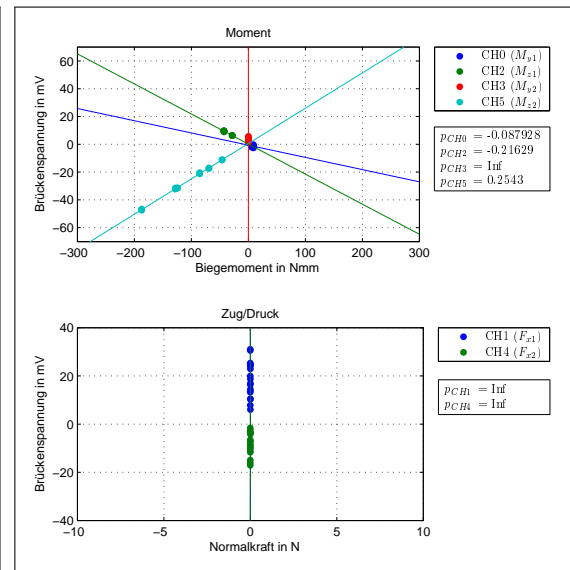 Moment
Brückenspannung in mV
60
40
20
0
−20
−40
−60
−300
−200
−100
0
100
200
300
Biegemoment in Nmm
CH0 (My1)
CH2 (Mz1)
CH3 (My2)
CH5 (Mz2)
pCH0 = -0.087928
pCH2 = -0.21629
pCH3 = Inf
pCH5 = 0.2543
Zug/Druck
Brückenspannung in mV
40
20
0
−20
−40
−10
−5
0
5
10
Normalkraft in N
CH1 (Fx1)
CH4 (Fx2)
pCH1 = Inf
pCH4 = Inf